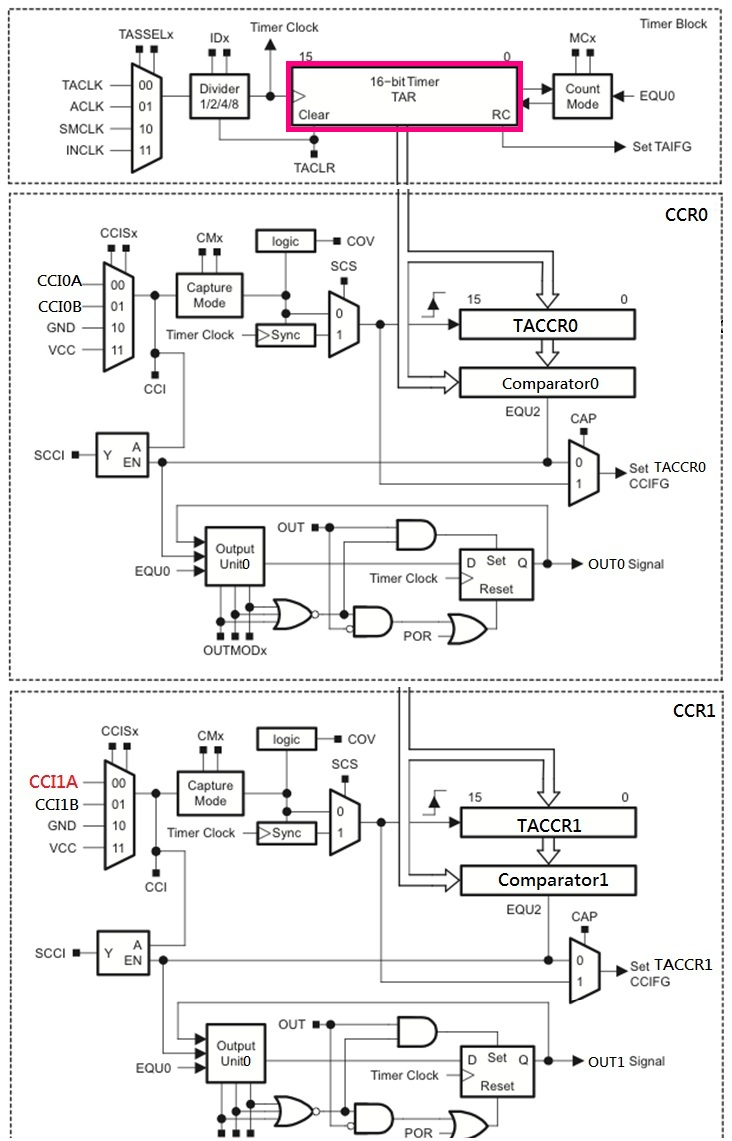 Timer Block
Timer Clock
TASSELx
IDx
15
0
MCx
TACLK
00
ACLK
01
SMCLK
10
INCLK
11
Divider
1/2/4/8
16-bit Timer
TAR
Clear
RC
Count
Mode
EQU0
Set TAIFG
TACLR
CCR0
CCISx
CMx
logic
COV
SCS
CCI0A
00
CCI0B
01
GND
10
VCC
11
Capture
Mode
15
0
0
1
Timer Clock
Sync
TACCR0
Comparator0
CCI
EQU2
CAP
SCCI
Y
A
EN
0
1
Set TACCR0
CCIFG
OUT
Output
Unit0
EQU0
D
Set
Q
Timer Clock
Reset
OUT0 Signal
POR
OUTMODx
CCR1
CCISx
CMx
logic
COV
SCS
CCI1A
00
CCI1B
01
GND
10
VCC
11
Capture
Mode
15
0
0
1
Timer Clock
Sync
TACCR1
Comparator1
CCI
EQU2
CAP
SCCI
Y
A
EN
0
1
Set TACCR1
CCIFG
OUT
Output
Unit0
EQU0
D
Set
Q
Timer Clock
Reset
OUT1 Signal
POR